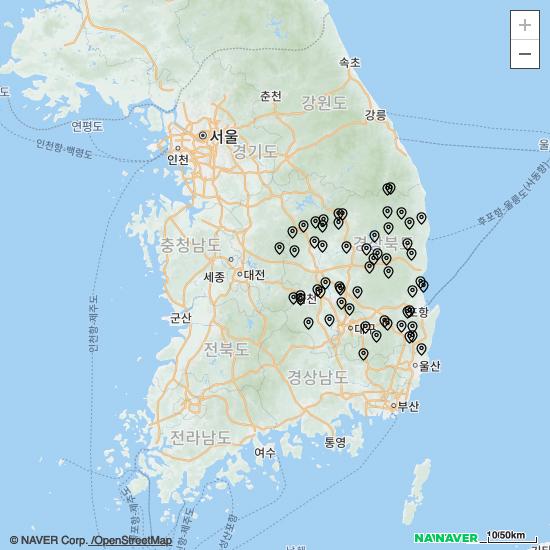 +
−
속초
춘천
강원도
강릉
도
연평도
서울
인천
경기도
울
인천항-백령도
후포항-울릉도(사동항)
충청남도
경상북도
세종
대전
인천항-제주도
군산
포항
대구
전북도
경상남도
울산
부산
전라남도
여수
통영
© NAVER Corp. /OpenStreetMap
NAVER
10/50km